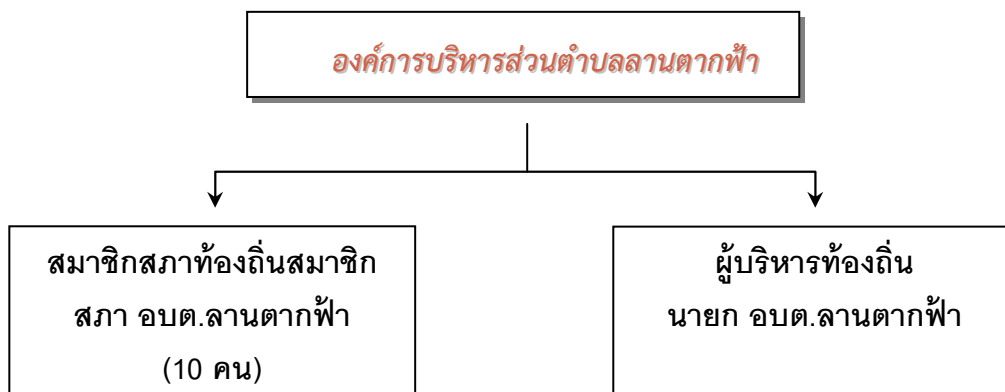 องค์การบริหารส่วนตำบลลานตากฟ้า
สมาชิกสภาท้องถิ่นสมาชิก
สภา อบต.ลานตากฟ้า
(10 คน)
ผู้บริหารท้องถิ่น
นายก อบต.ลานตากฟ้า